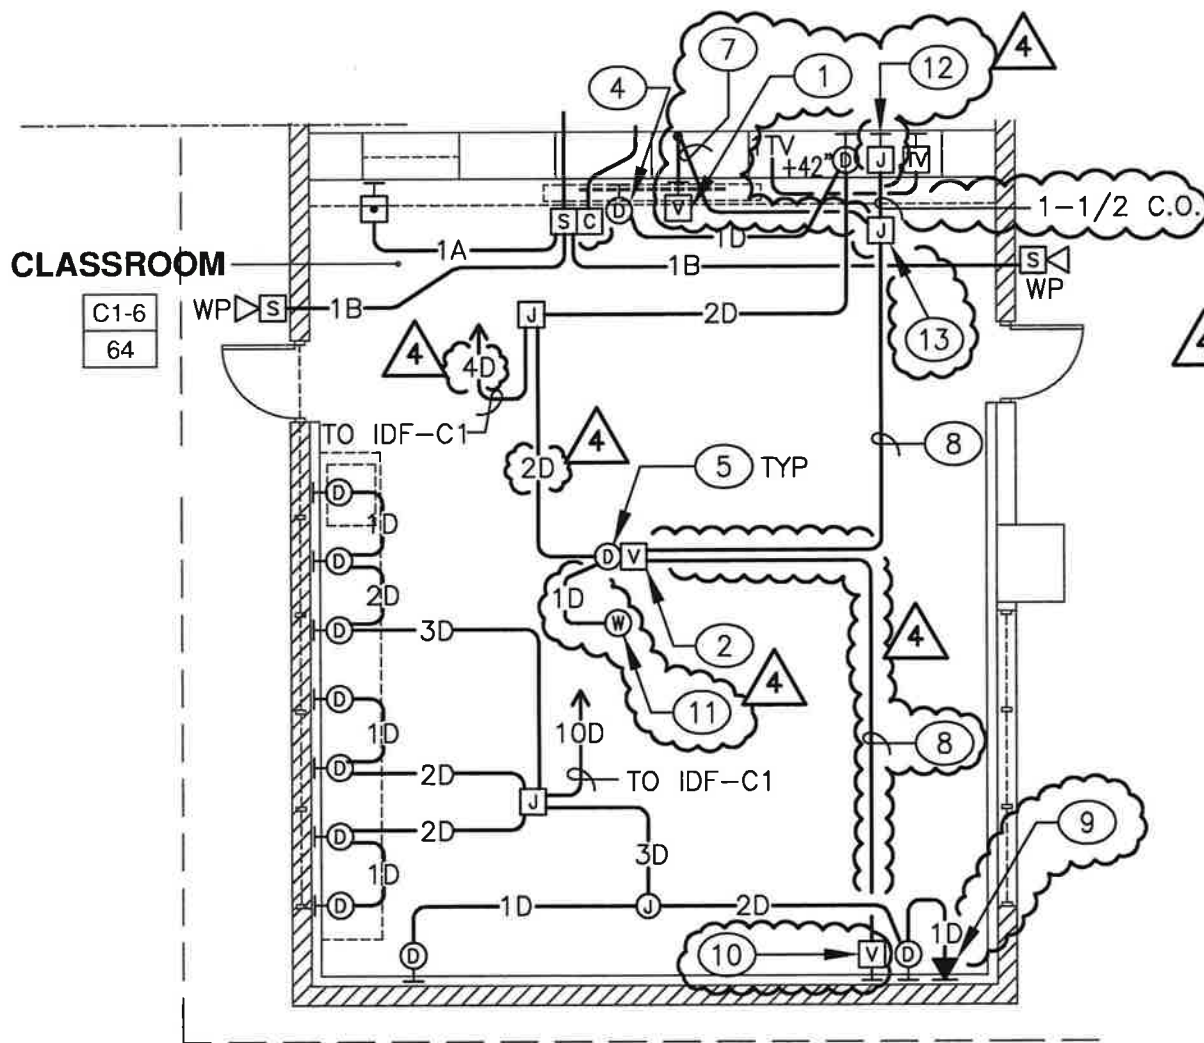 4
7
12
4
1
TV
+42"
D
J
TV
S C
D
V
1-1/2 C.O.
1A
1D
J
CLASSROOM
1B
S
WP
C1-6
64
WP
S
1B
J
2D
13
4
4
4D
4
TO IDF-C1
8
2D
5
TYP
D
1D
D
D
V
2D
1D
W
4
D
3D
2
4
D
11
10D
1D
8
D
2D
TO IDF-C1
J
9
D
2D
3D
1D
D
1D
J
2D
1D
D
10
V
D